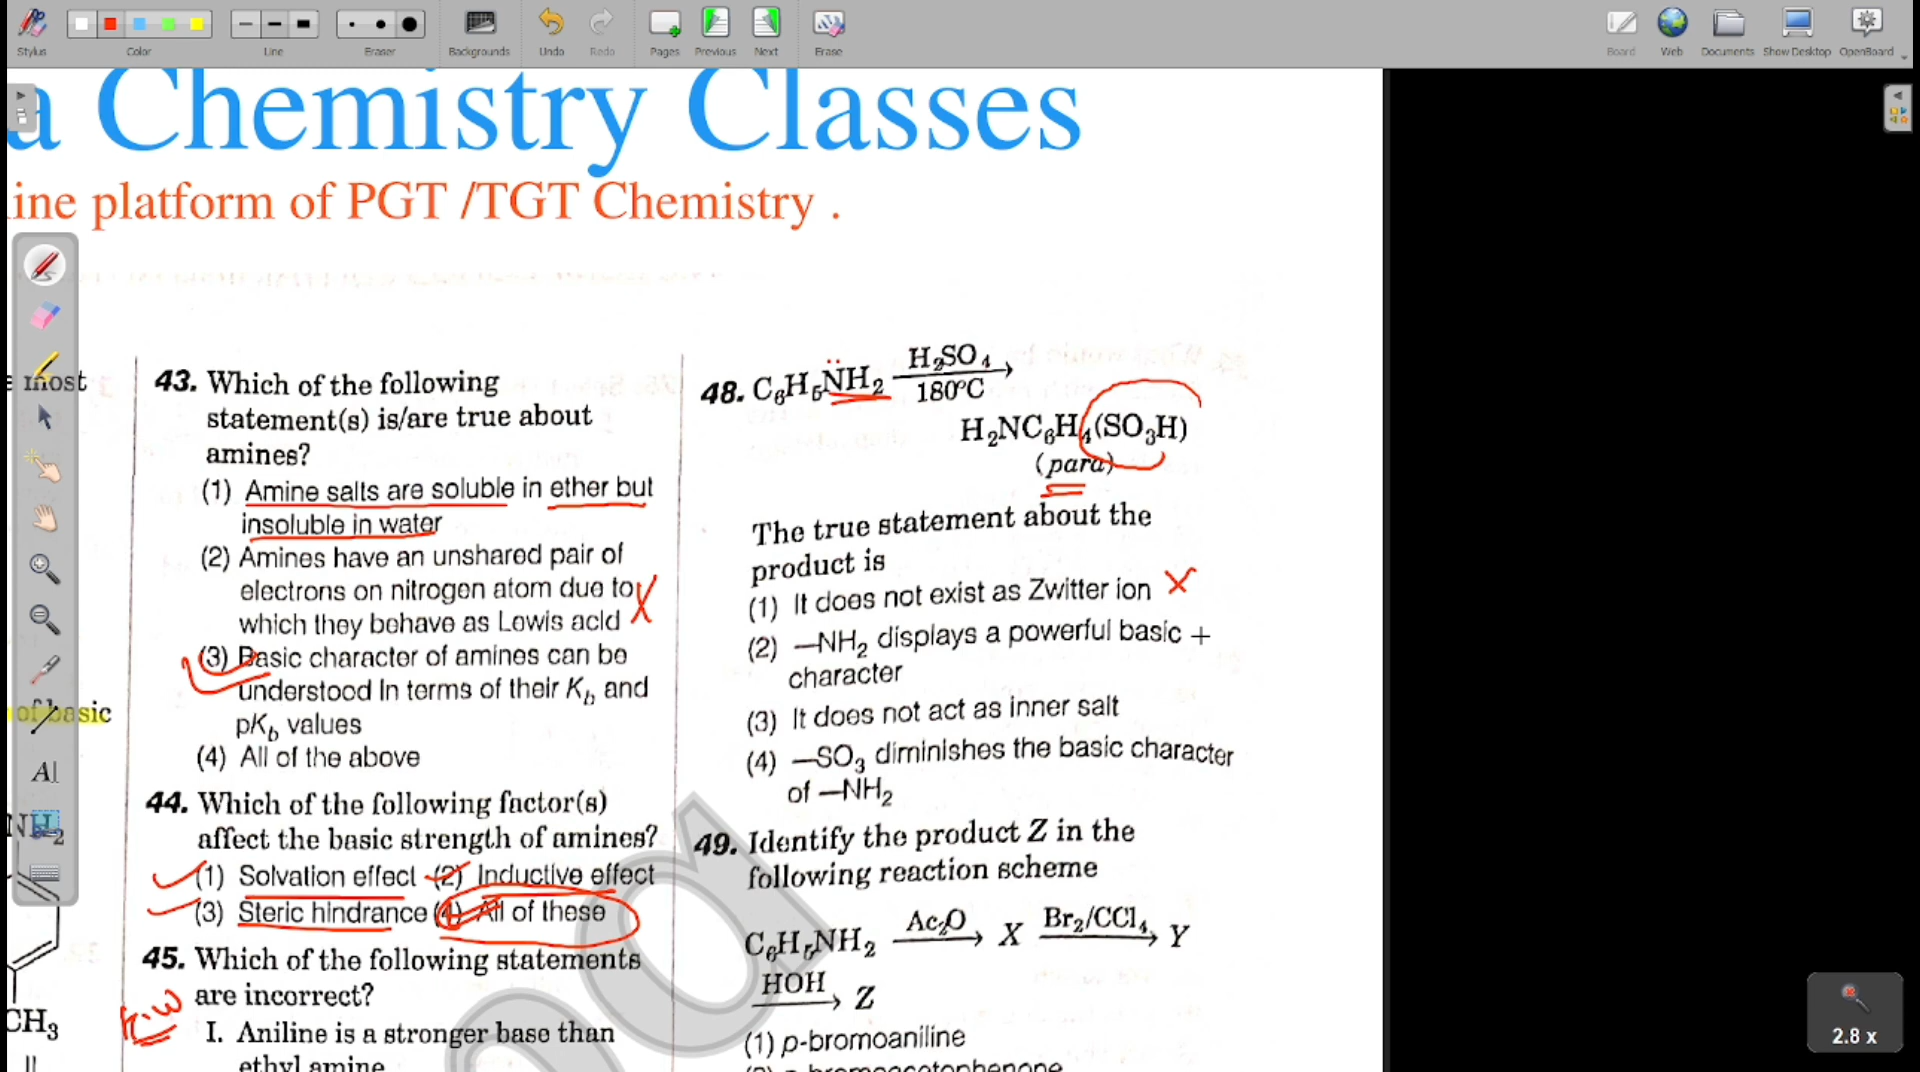 Stylus
Color
Line
Eraser
Backgrounds
Undo
Redo
Pages
Previous
Next
Erase
Board
Web
Documents
Show Desktop
OpenBoard
a Chemistry Classes
ine platform of PGT /TGT Chemistry .
most
of basic
NH2
CH3
43. Which of the following
statement(s) is/are true about
amines?
(1) Amine salts are soluble in ether but
insoluble in water
(2) Amines have an unshared pair of
electrons on nitrogen atom due to
which they behave as Lewis acid
(3) Basic character of amines can be
understood in terms of their Kb and
pKb values
(4) All of the above
44. Which of the following factor(s)
affect the basic strength of amines?
(1) Solvation effect (2) Inductive effect
(3) Steric hindrance (4) All of these
45. Which of the following statements
are incorrect?
H.W
I. Aniline is a stronger base than
ethyl amine
48. C6H5NH2 H2SO4
180°C
H2NC6H4(SO3H)
(para)
The true statement about the
product is
(1) It does not exist as Zwitter ion X
(2) —NH2 displays a powerful basic +
character
(3) It does not act as inner salt
(4) —SO3 diminishes the basic character
of —NH2
49. Identify the product Z in the
following reaction scheme
C6H5NH2 Ac2O X Br2/CCl4 Y
HOH Z
(1) p-bromoaniline
AI
2.8 x